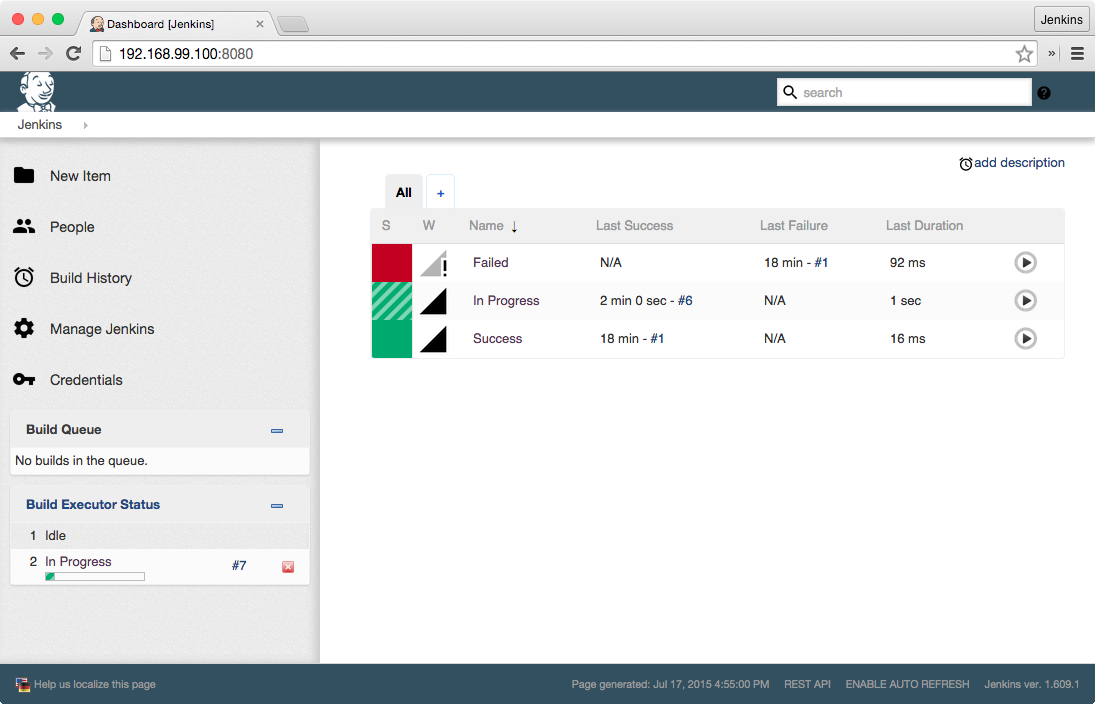 Dashboard [Jenkins]
Jenkins
192.168.99.100:8080
search
Jenkins
New Item
People
Build History
Manage Jenkins
Credentials
Build Queue
No builds in the queue.
Build Executor Status
1 Idle
2 In Progress #7
add description
All +
S W Name ↓ Last Success Last Failure Last Duration
Failed N/A 18 min - #1 92 ms
In Progress 2 min 0 sec - #6 N/A 1 sec
Success 18 min - #1 N/A 16 ms
Help us localize this page
Page generated: Jul 17, 2015 4:55:00 PM REST API ENABLE AUTO REFRESH Jenkins ver. 1.609.1